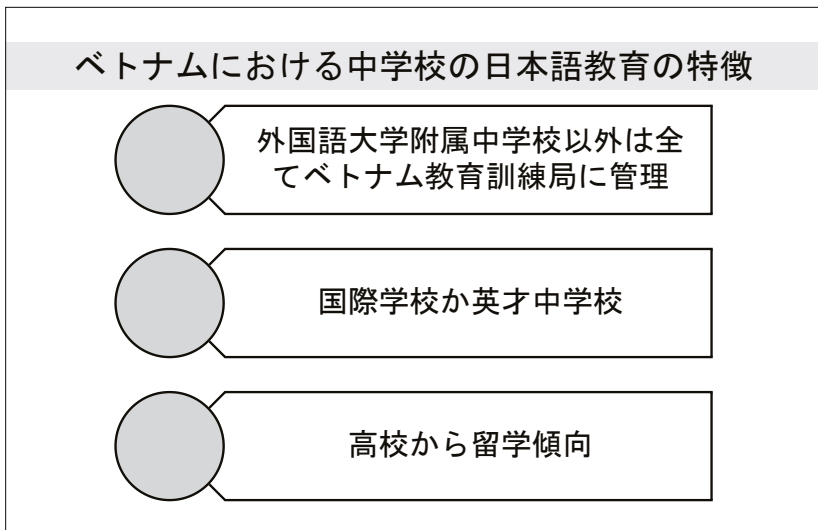 ベトナムにおける中学校の日本語教育の特徴
外国語大学附属中学校以外は全
てベトナム教育訓練局に管理
国際学校か英才中学校
高校から留学傾向